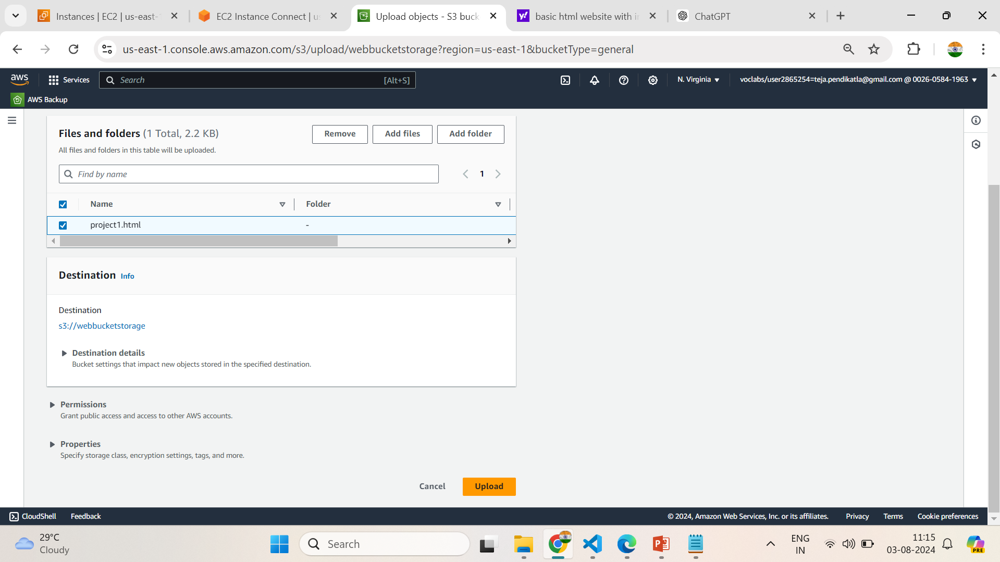 Instances | EC2 | us-east-1
EC2 Instance Connect | us
Upload objects - S3 buck
basic html website with in
ChatGPT
us-east-1.console.aws.amazon.com/s3/upload/webbucketstorage?region=us-east-1&bucketType=general
aws
Services
Search
[Alt+S]
N. Virginia
voclabs/user2865254=teja.pendikatla@gmail.com @ 0026-0584-1963
AWS Backup
Files and folders (1 Total, 2.2 KB)
Remove
Add files
Add folder
All files and folders in this table will be uploaded.
Find by name
1
Name
Folder
project1.html
-
Destination Info
Destination
s3://webbucketstorage
Destination details
Bucket settings that impact new objects stored in the specified destination.
Permissions
Grant public access and access to other AWS accounts.
Properties
Specify storage class, encryption settings, tags, and more.
Cancel
Upload
CloudShell
Feedback
© 2024, Amazon Web Services, Inc. or its affiliates.
Privacy
Terms
Cookie preferences
29°C
Cloudy
Search
ENG
IN
11:15
03-08-2024
PRE